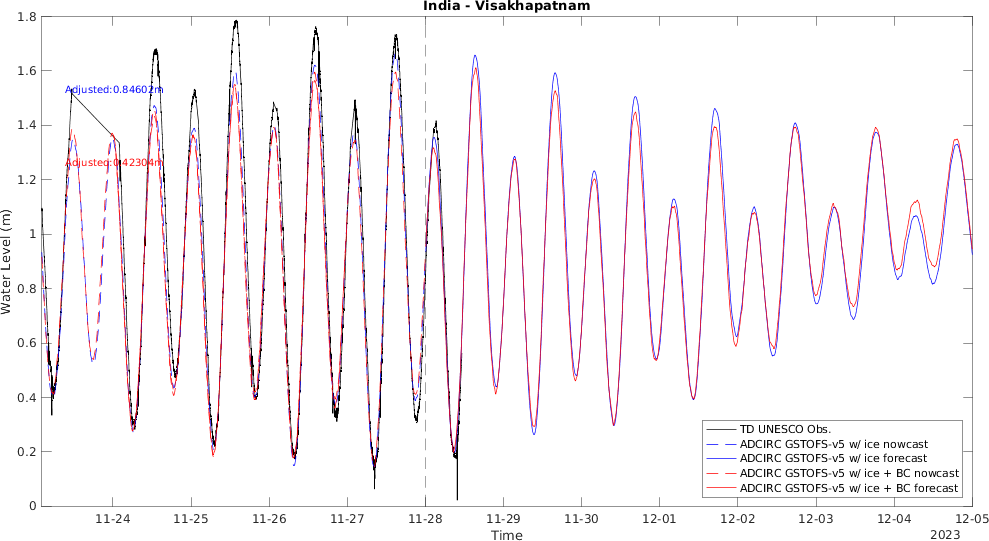 India - Visakhapatnam
1.8
1.6
1.4
1.2
1
0.8
0.6
0.4
0.2
0
Water Level (m)
Adjusted:0.84602m
Adjusted:0.42304m
TD UNESCO Obs.
ADCIRC GSTOFS-v5 w/ ice nowcast
ADCIRC GSTOFS-v5 w/ ice forecast
ADCIRC GSTOFS-v5 w/ ice + BC nowcast
ADCIRC GSTOFS-v5 w/ ice + BC forecast
11-24 11-25 11-26 11-27 11-28 11-29 11-30 12-01 12-02 12-03 12-04 12-05
Time
2023